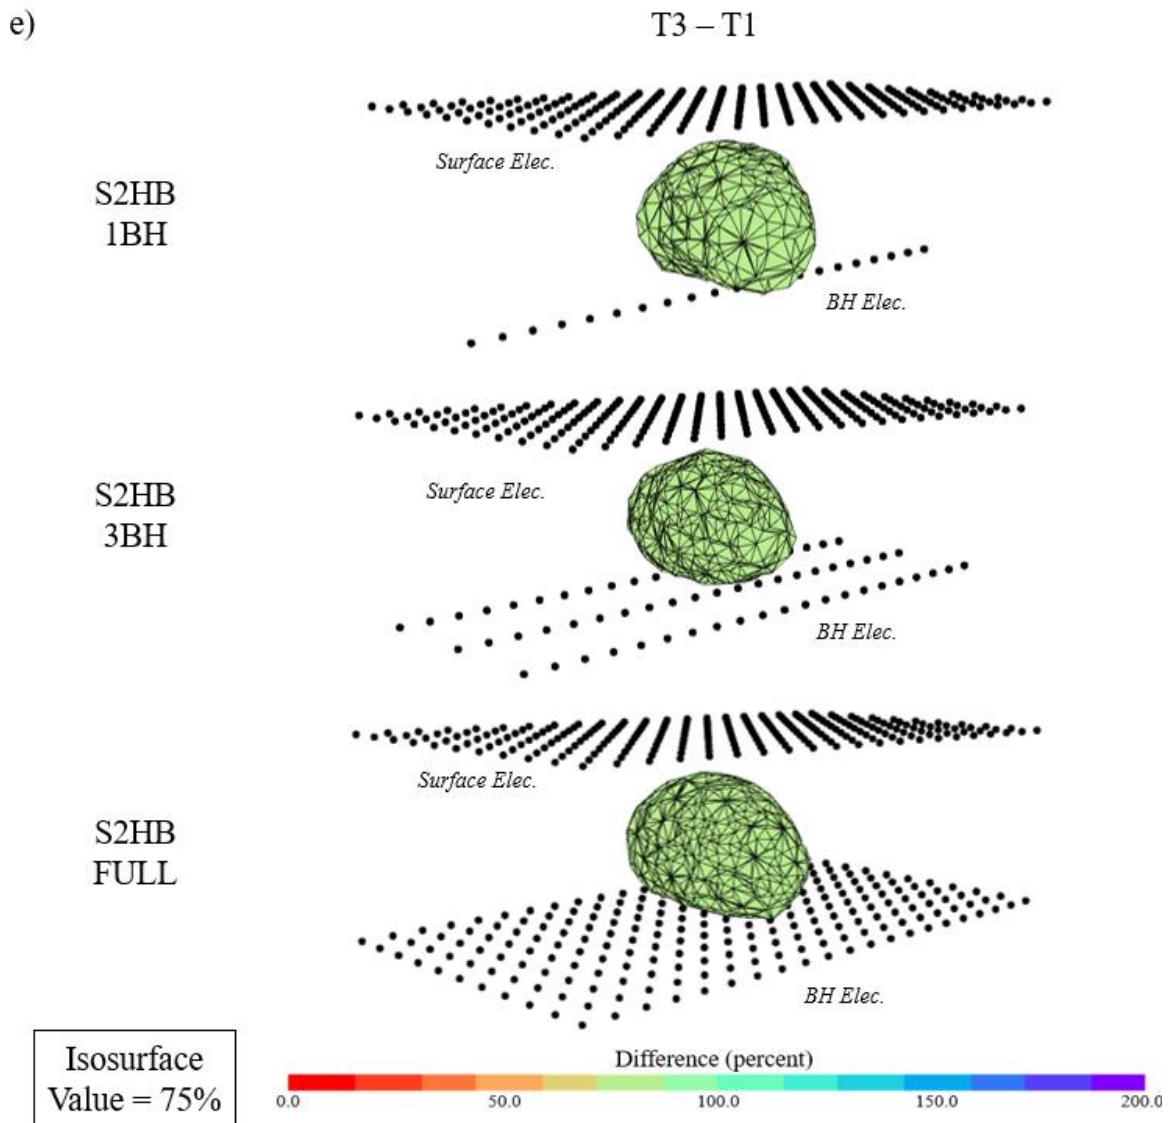 e)
T3 – T1
Surface Elec.
S2HB
1BH
BH Elec.
S2HB
3BH
Surface Elec.
BH Elec.
Surface Elec.
S2HB
FULL
BH Elec.
Isosurface
Value = 75%
Difference (percent)
0.0 50.0 100.0 150.0 200.0